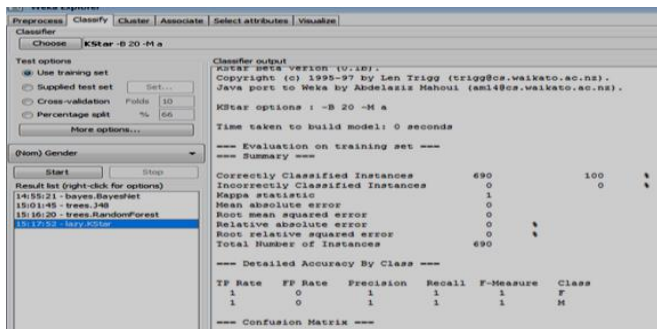 Weka Explorer
Preprocess Classify Cluster Associate Select attributes Visualize
Classifier
Choose KStar -B 20 -M a
Test options
Use training set
Supplied test set Set...
Cross-validation Folds 10
Percentage split % 66
More options...
(Nom) Gender
Start Stop
Result list (right-click for options)
14:55:21 - bayes.BayesNet
15:01:45 - trees.J48
15:16:20 - trees.RandomForest
15:17:52 - lazy.KStar
Classifier output
KStar Beta Verion (0.1b).
Copyright (c) 1995-97 by Len Trigg (trigg@cs.waikato.ac.nz).
Java port to Weka by Abdelaziz Mahoui (am14@cs.waikato.ac.nz).
KStar options : -B 20 -M a
Time taken to build model: 0 seconds
=== Evaluation on training set ===
=== Summary ===
Correctly Classified Instances 690 100 %
Incorrectly Classified Instances 0 0 %
Kappa statistic 1
Mean absolute error 0
Root mean squared error 0
Relative absolute error 0 %
Root relative squared error 0 %
Total Number of Instances 690
=== Detailed Accuracy By Class ===
TP Rate FP Rate Precision Recall F-Measure Class
1 0 1 1 1 F
1 0 1 1 1 M
=== Confusion Matrix ===